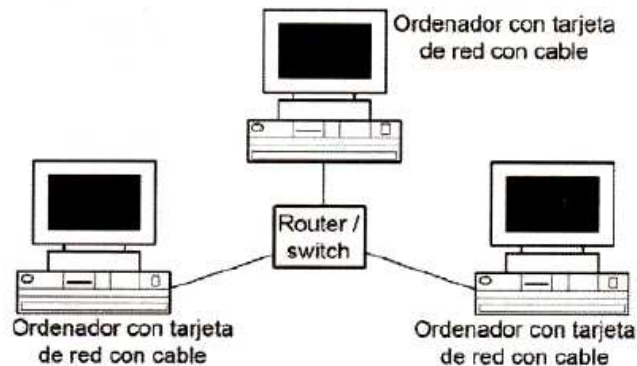 Ordenador con tarjeta
de red con cable
Router /
switch
Ordenador con tarjeta
de red con cable
Ordenador con tarjeta
de red con cable